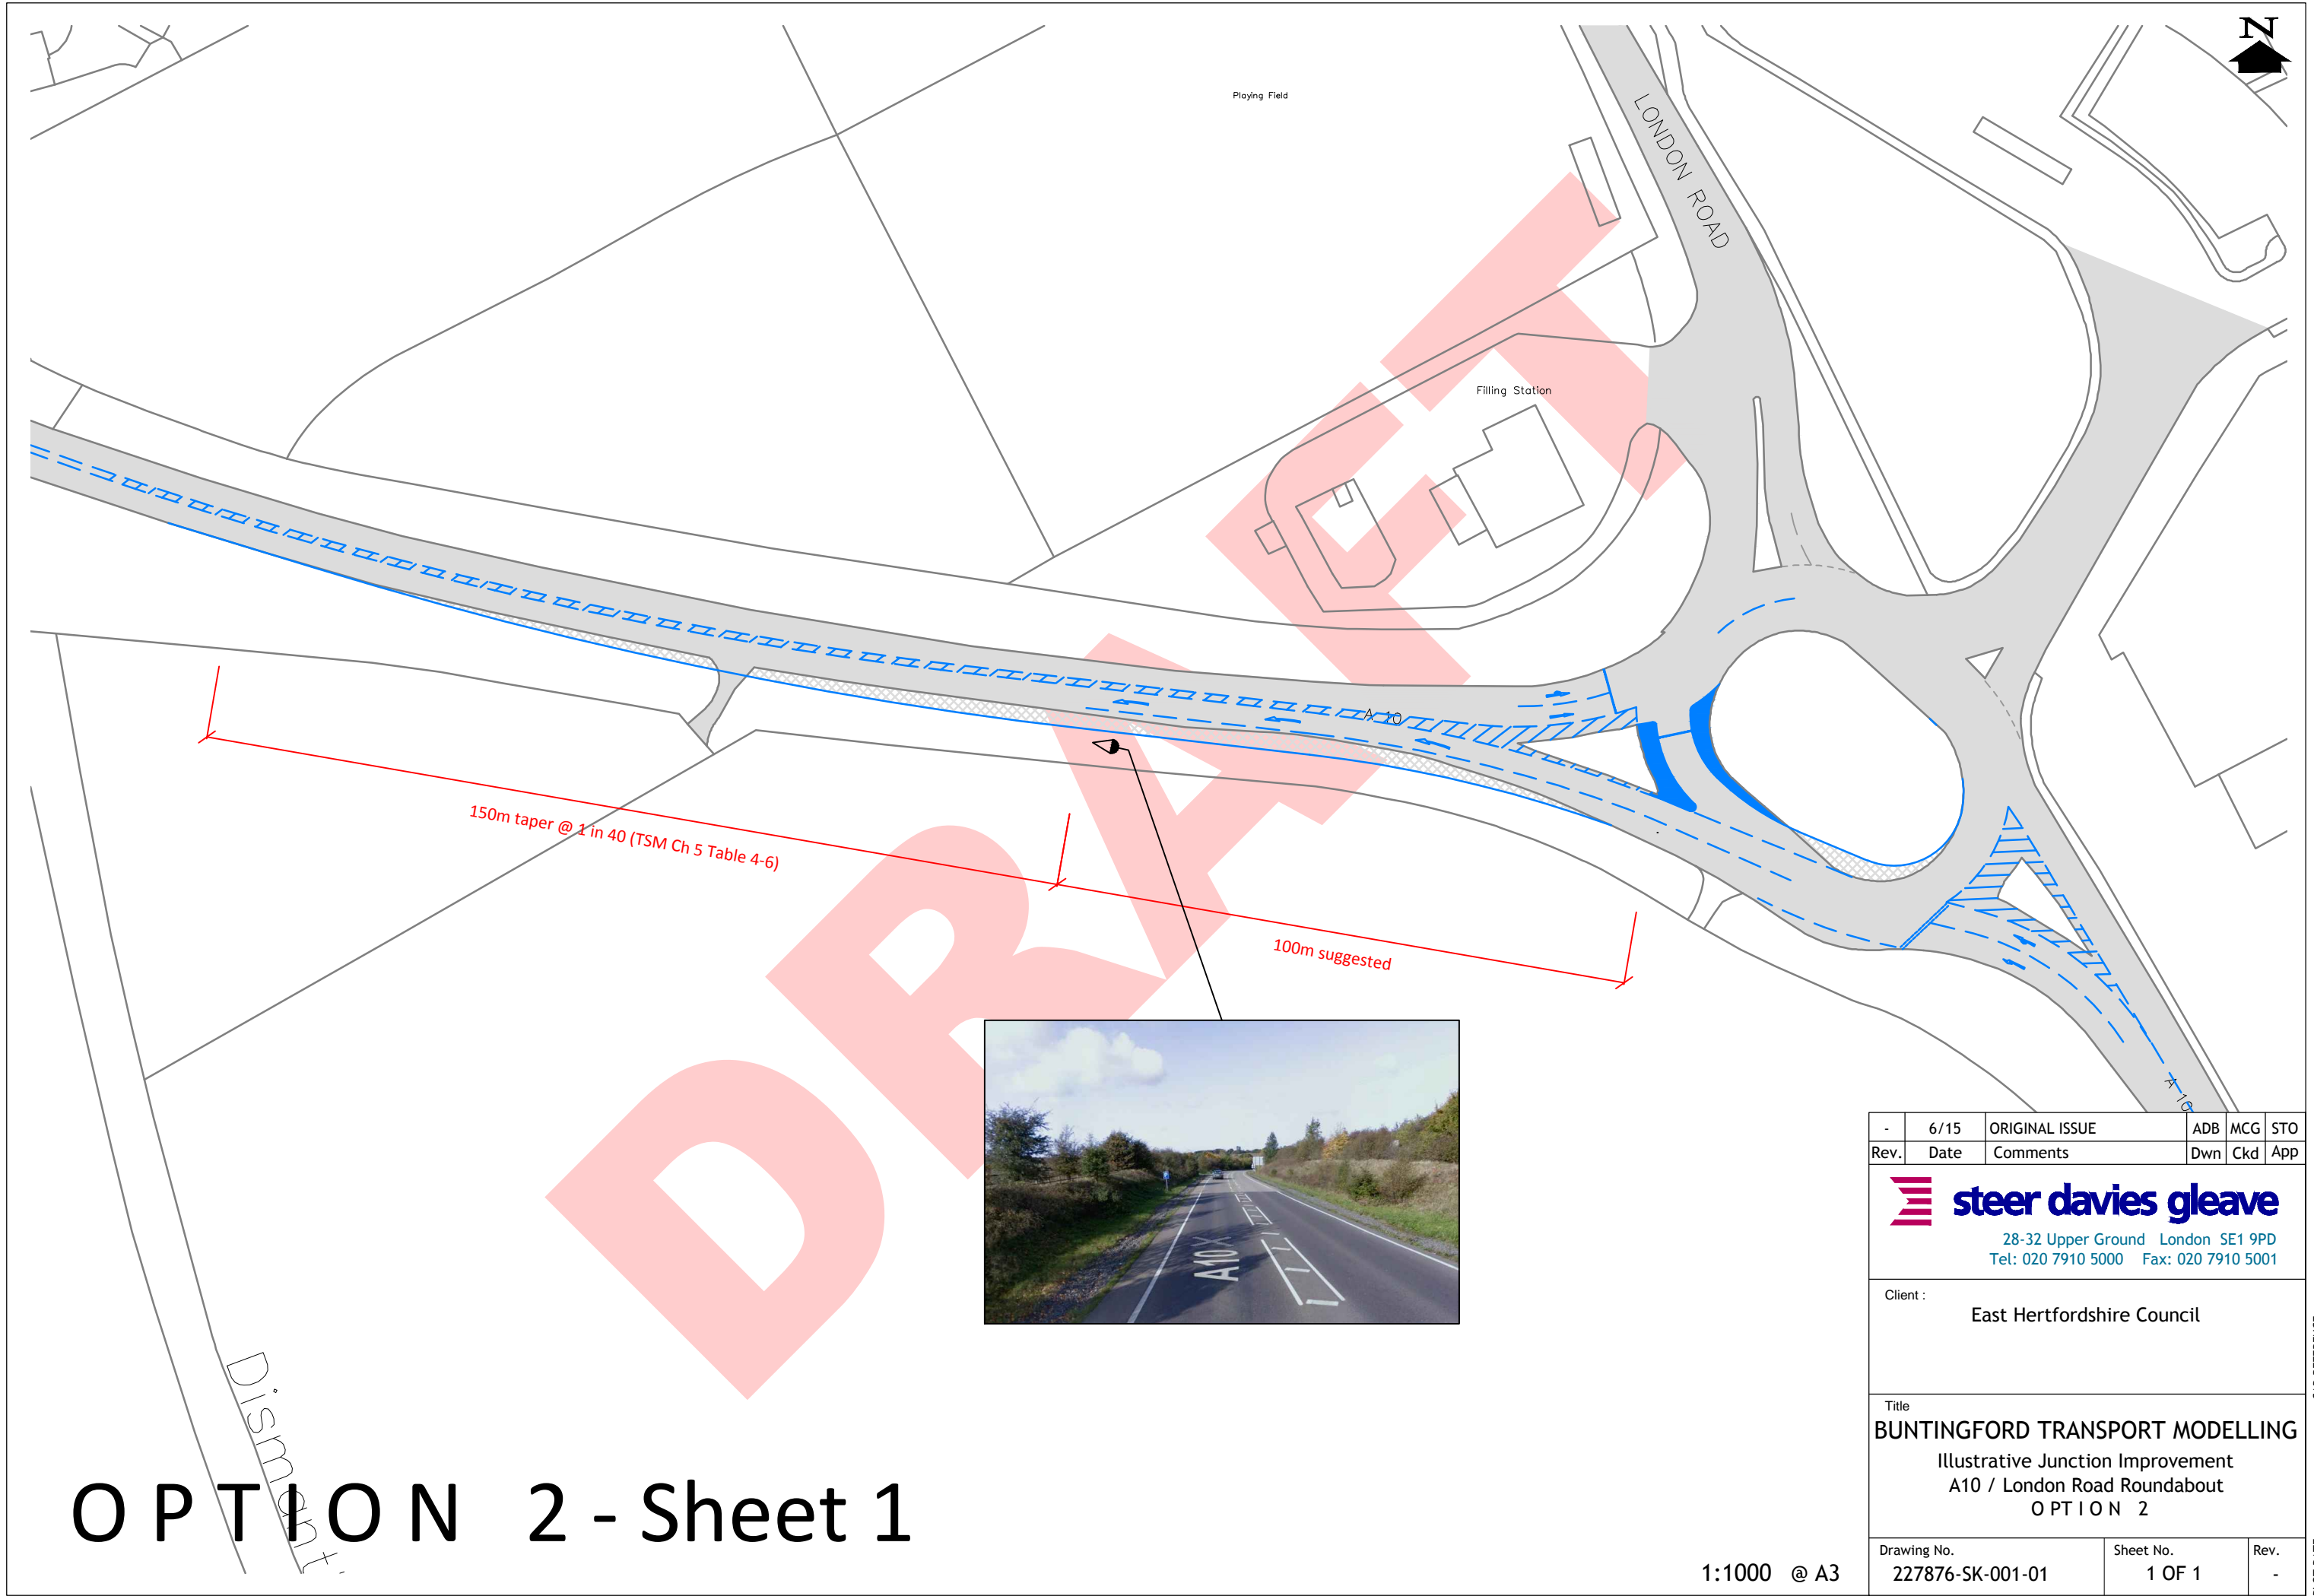 N
Playing Field
LONDON ROAD
Filling Station
A 10
150m taper @ 1 in 40 (TSM Ch 5 Table 4-6)
100m suggested
DRAFT
A10
A 10
Dismant
OPTION 2 - Sheet 1
1:1000 @ A3
- 6/15 ORIGINAL ISSUE ADB MCG STO
Rev. Date Comments Dwn Ckd App
steer davies gleave
28-32 Upper Ground London SE1 9PD
Tel: 020 7910 5000 Fax: 020 7910 5001
Client :
East Hertfordshire Council
Title
BUNTINGFORD TRANSPORT MODELLING
Illustrative Junction Improvement
A10 / London Road Roundabout
OPTION 2
Drawing No. Sheet No. Rev.
227876-SK-001-01 1 OF 1 -